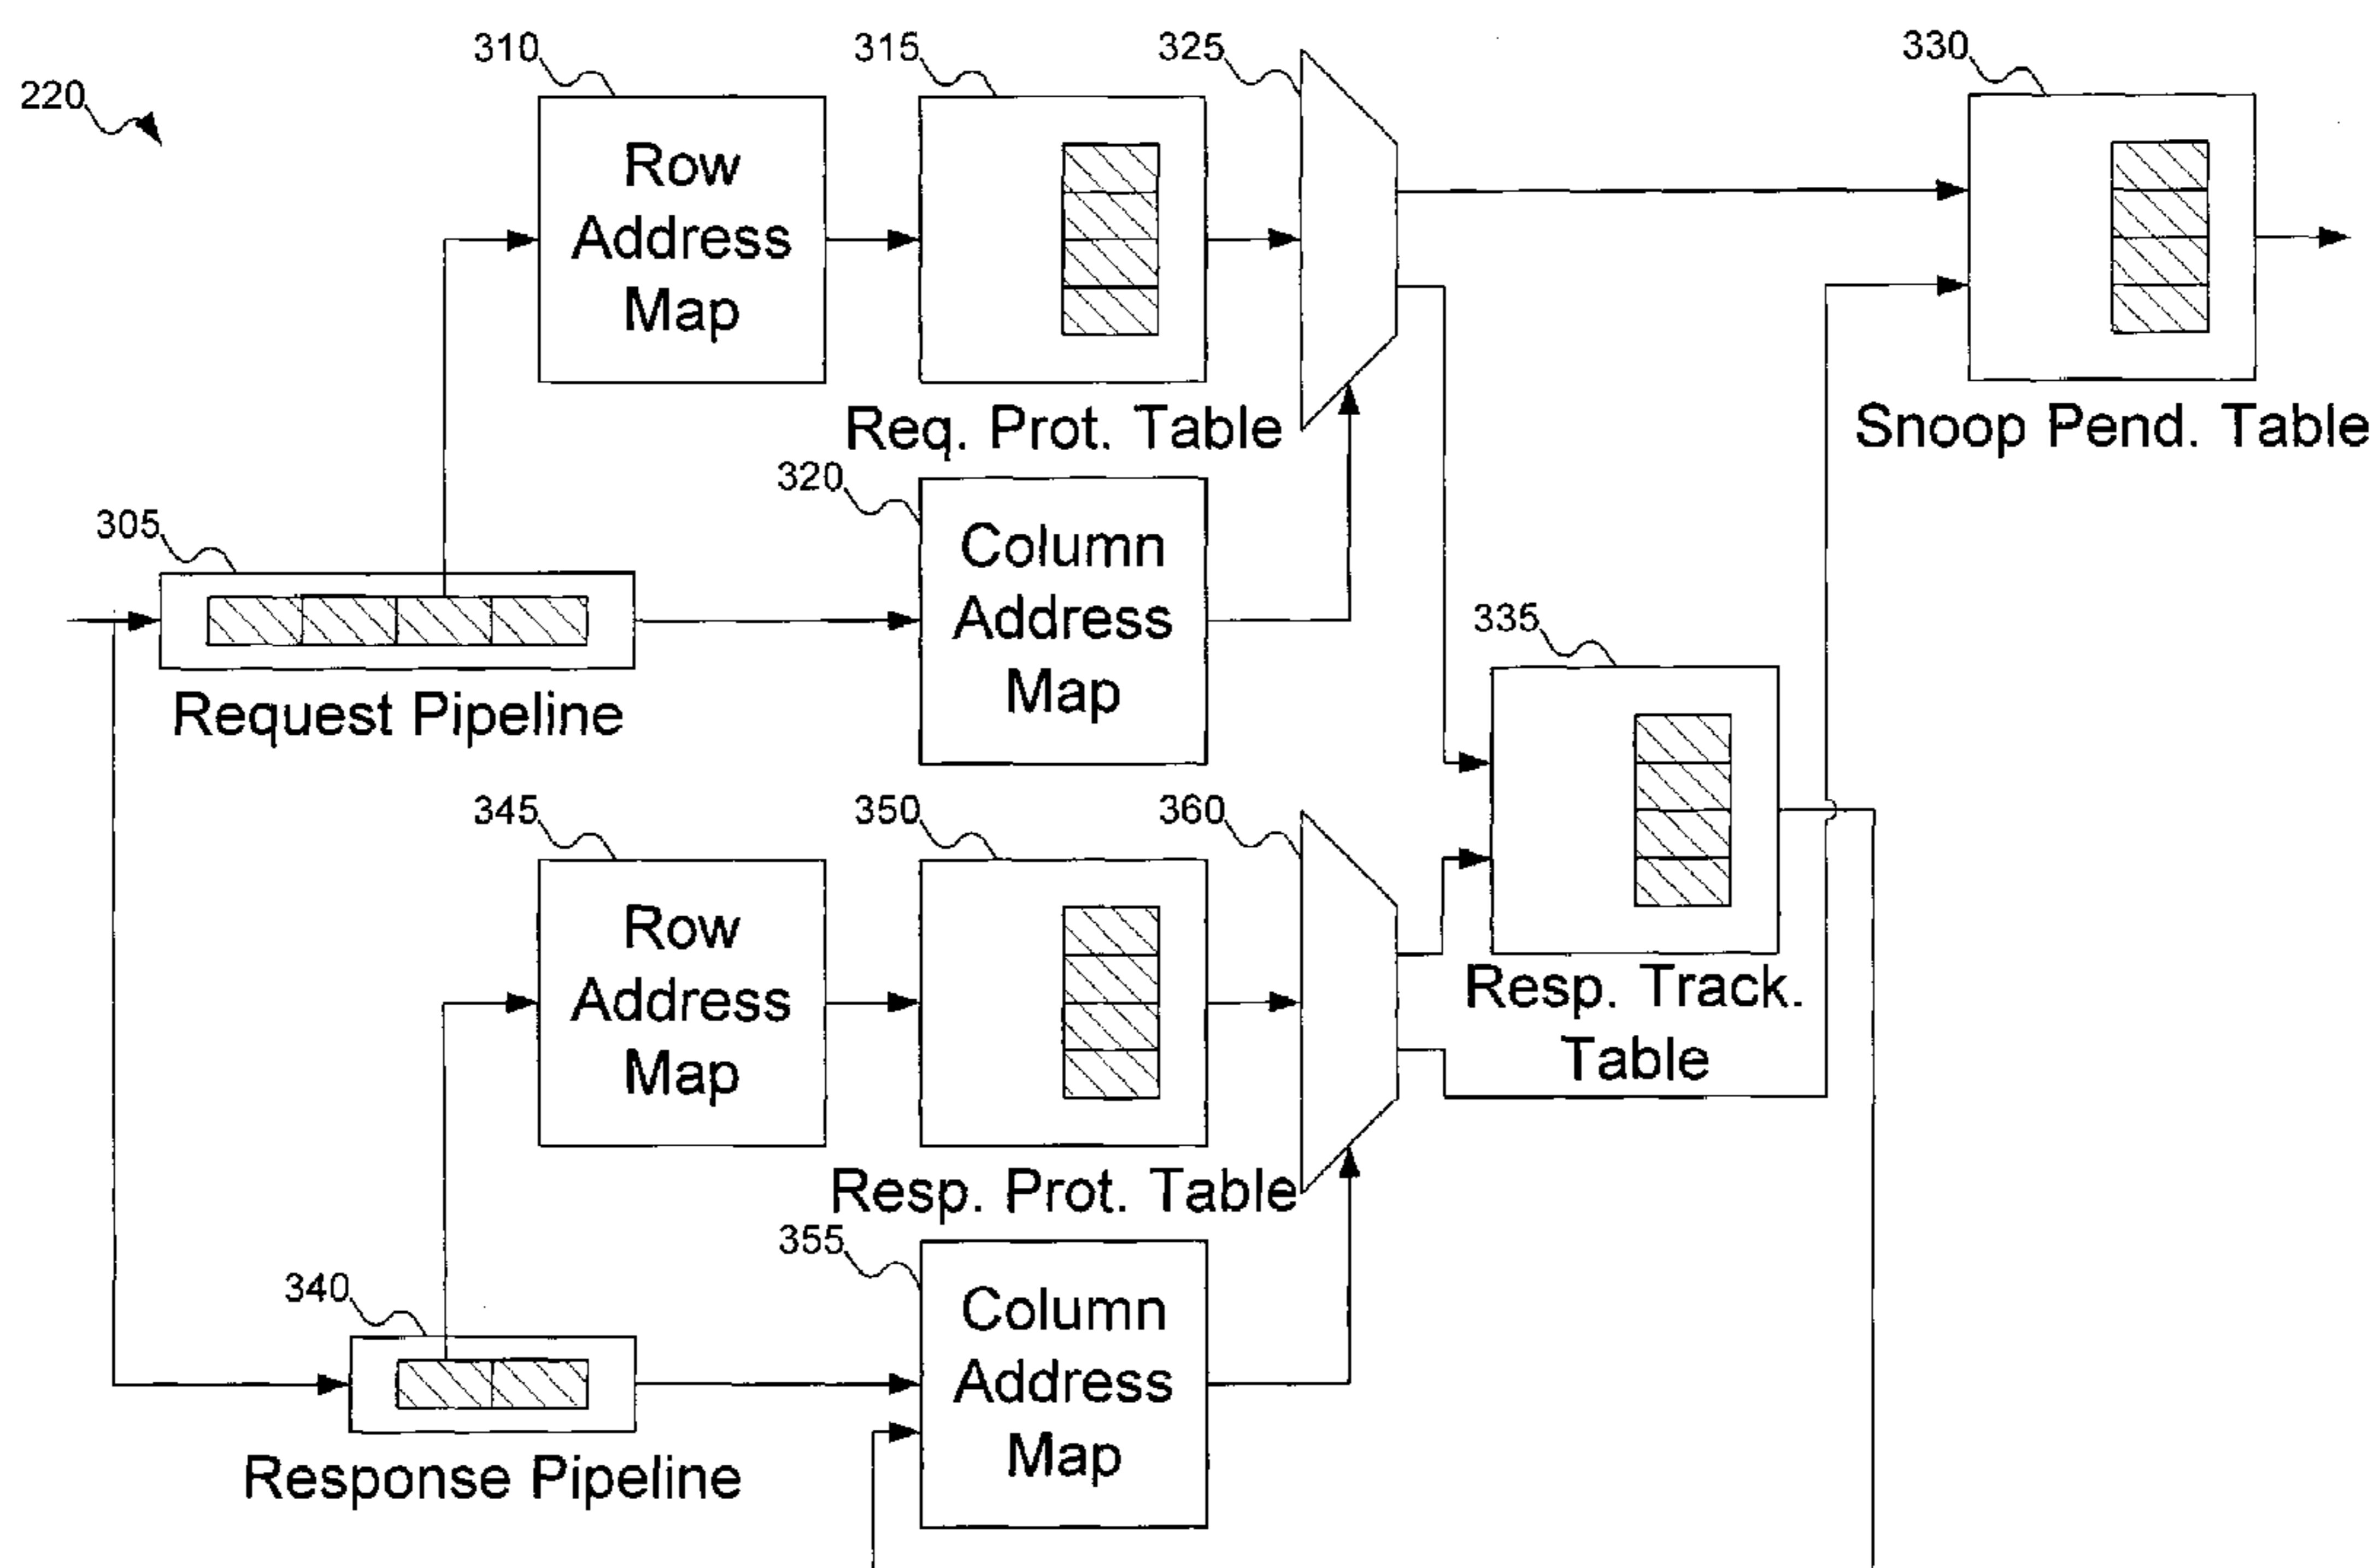 310
315
325
330
220
Row
Address
Map
Req. Prot. Table
Snoop Pend. Table
320
305
Column
Address
Map
335
Request Pipeline
345
350
360
Row
Address
Map
Resp. Track.
Table
Resp. Prot. Table
355
340
Column
Address
Map
Response Pipeline